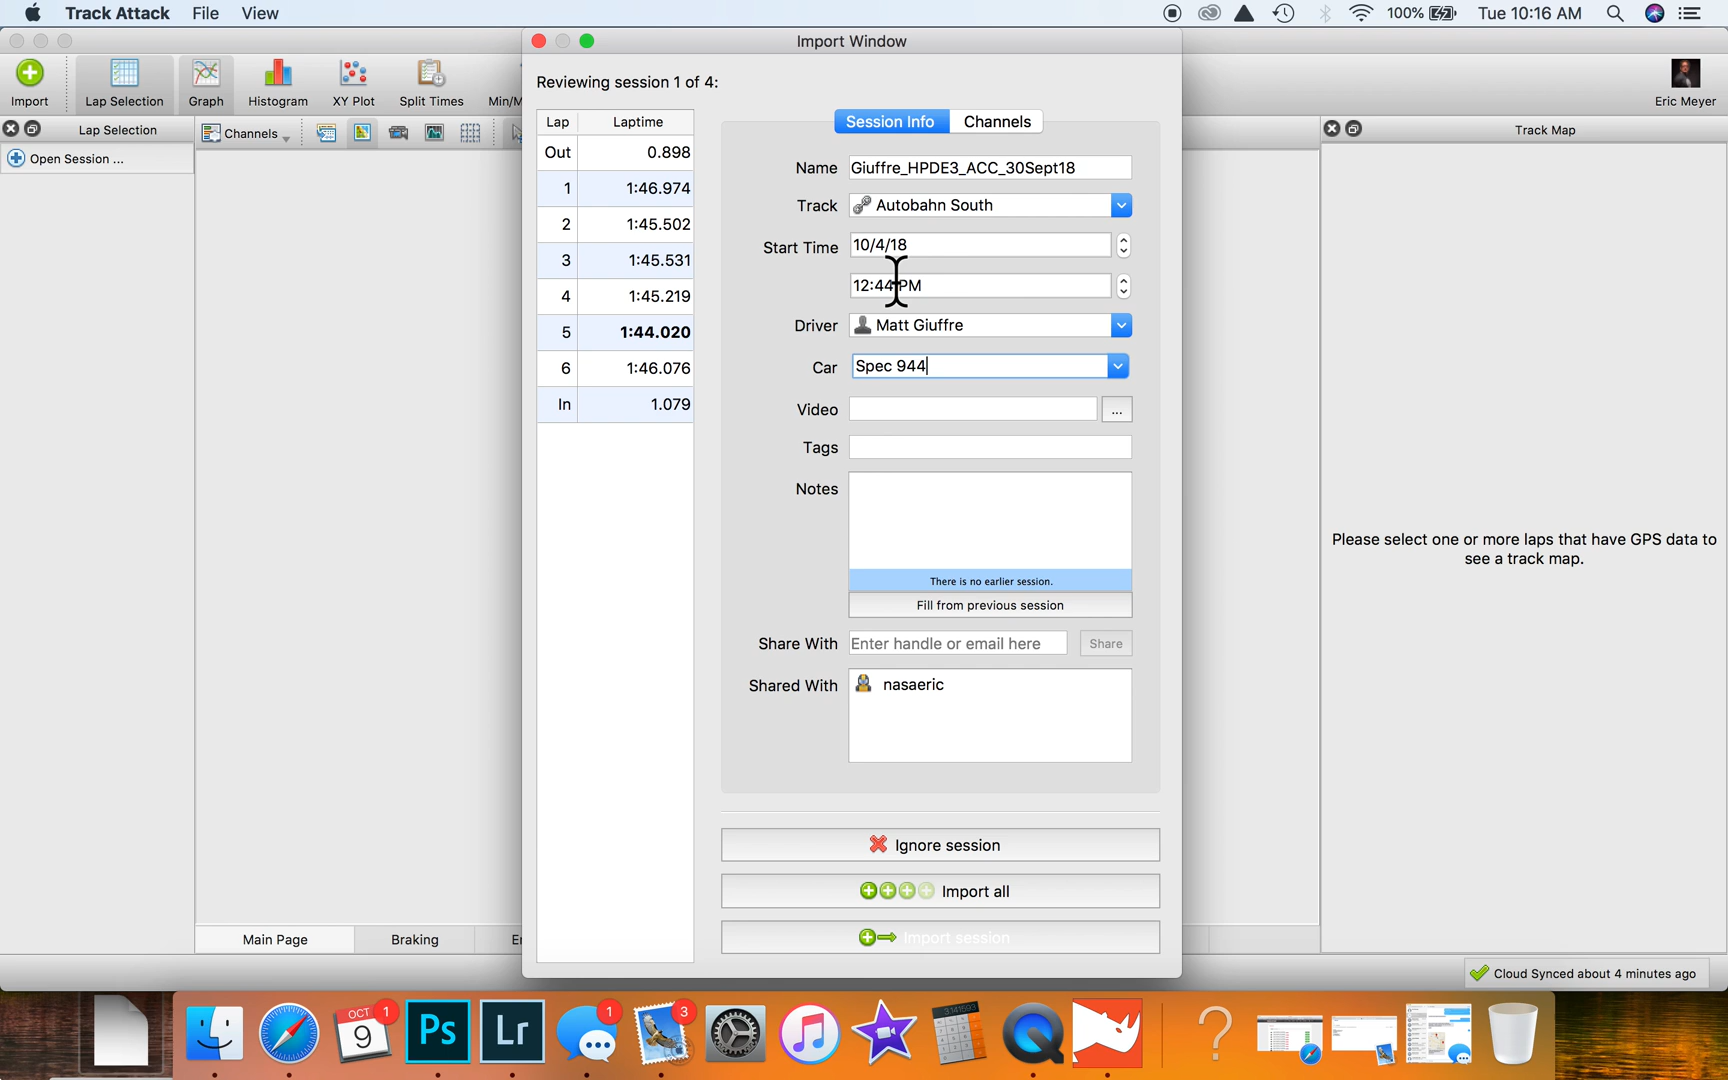 Track Attack File View 100% Tue 10:16 AM
Import Window
Import Lap Selection Graph Histogram XY Plot Split Times Min/M Eric Meyer
Lap Selection
Channels
Track Map
Open Session ...
Reviewing session 1 of 4:
Lap Laptime
Out 0.898
1 1:46.974
2 1:45.502
3 1:45.531
4 1:45.219
5 1:44.020
6 1:46.076
In 1.079
Session Info Channels
Name Giuffre_HPDE3_ACC_30Sept18
Track Autobahn South
Start Time 10/4/18
12:44 PM
Driver Matt Giuffre
Car Spec 944
Video ...
Tags
Notes
There is no earlier session.
Fill from previous session
Share With Enter handle or email here Share
Shared With nasaeric
Ignore session
Import all
Import session
Please select one or more laps that have GPS data to
see a track map.
Main Page Braking
Cloud Synced about 4 minutes ago
OCT
9
1
Ps
Lr
1
3